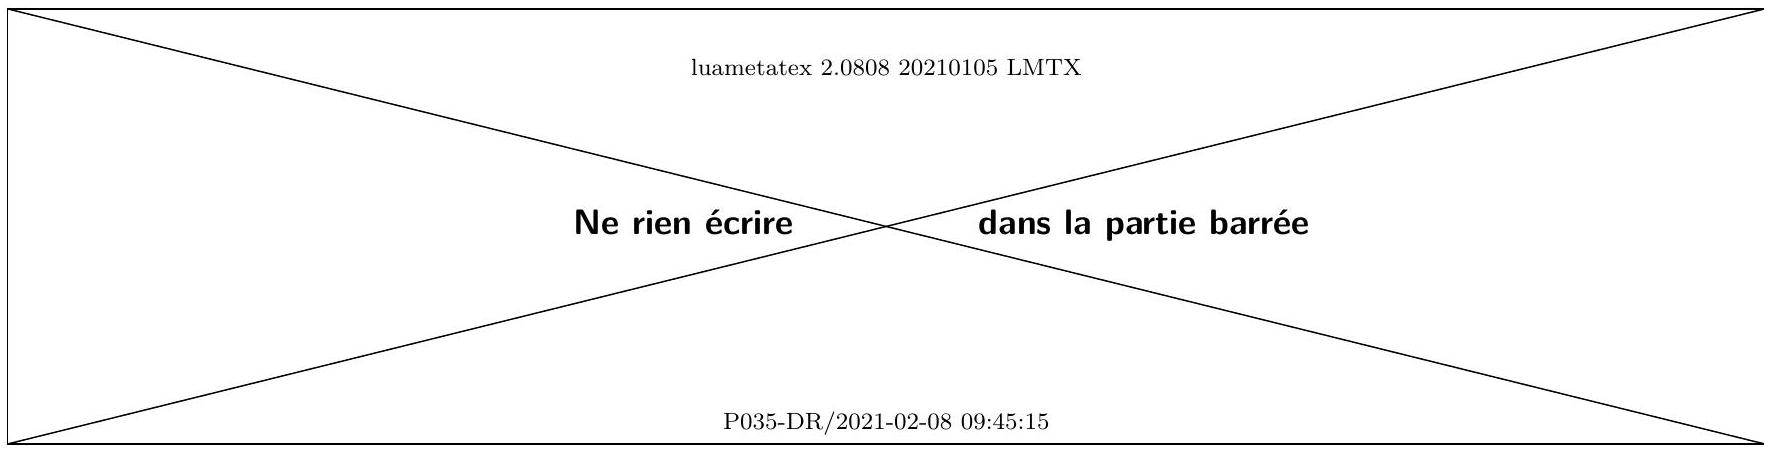 luametatex 2.0808 20210105 LMTX
Ne rien écrire dans la partie barrée
P035-DR/2021-02-08 09:45:15